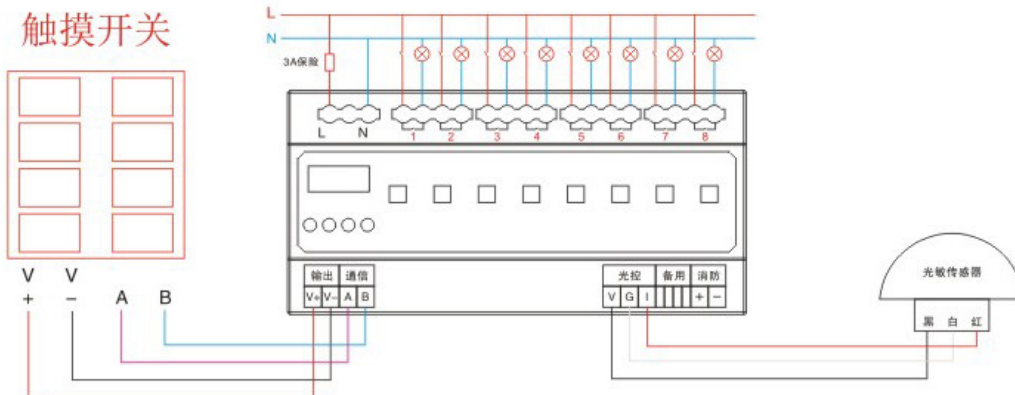 触摸开关
L
N
3A保险
L N 1 2 3 4 5 6 7 8
输出 通信 光控 备用 消防
V+ V- A B V G I + -
V V
+ - A B
光敏传感器
黑 白 红